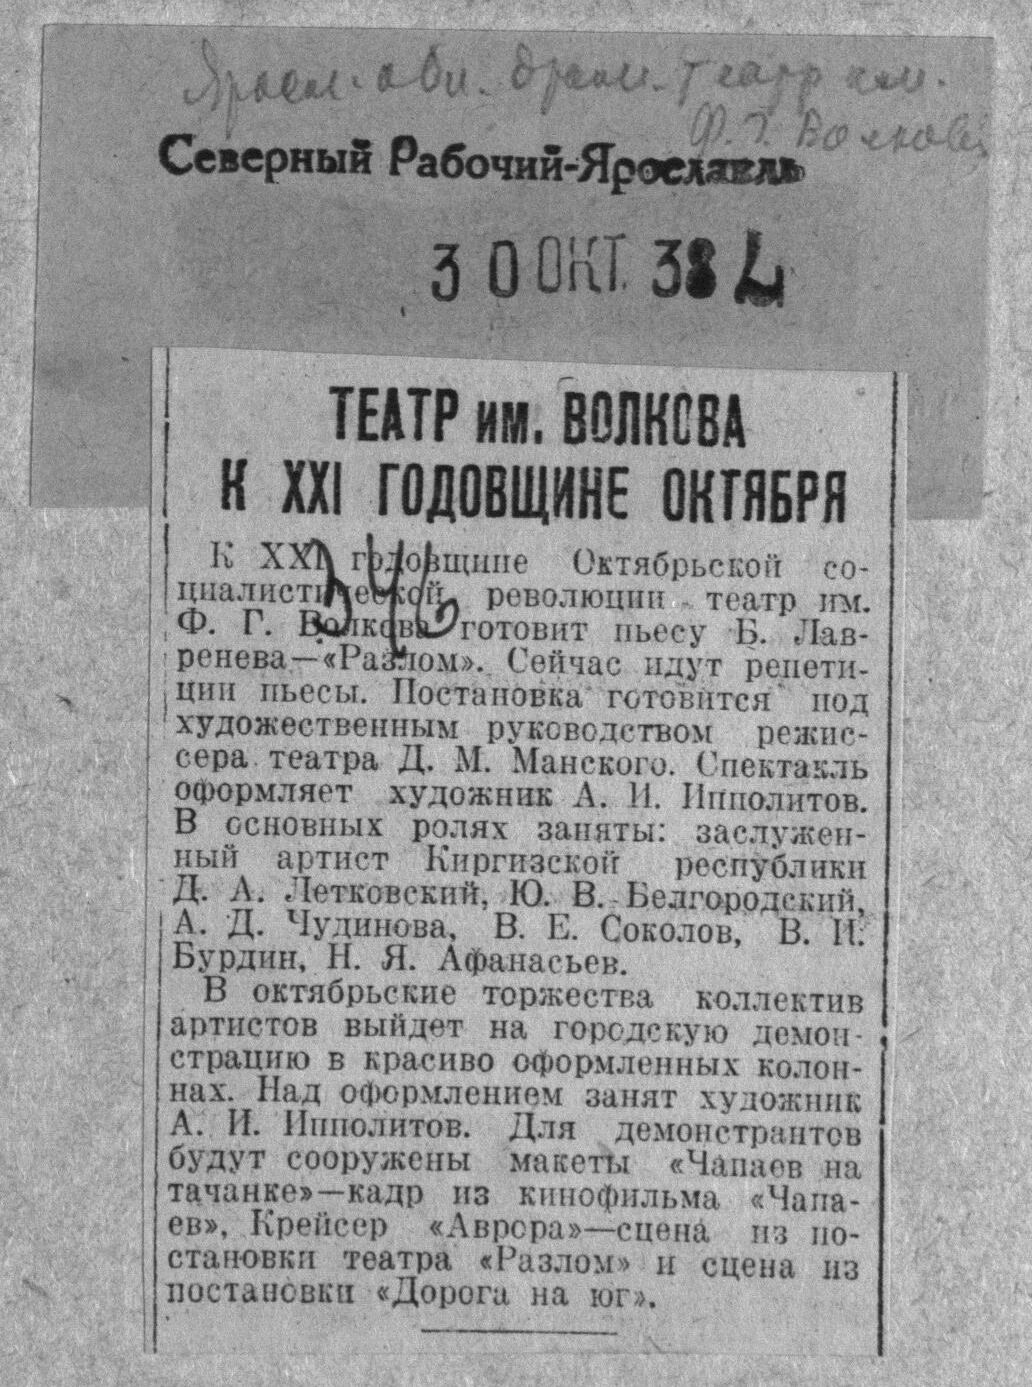 Яросл. обл. драм. театр им.
Ф. Г. Волкова
Северный Рабочий-Ярославль
30 ОКТ. 38
ТЕАТР им. ВОЛКОВА
К XXI ГОДОВЩИНЕ ОКТЯБРЯ
К XXI годовщине Октябрьской со-
циалистической революции театр им.
Ф. Г. Волкова готовит пьесу Б. Лав-
ренева—«Разлом». Сейчас идут репети-
ции пьесы. Постановка готовится под
художественным руководством режис-
сера театра Д. М. Манского. Спектакль
оформляет художник А. И. Ипполитов.
В основных ролях заняты: заслужен-
ный артист Киргизской республики
Д. А. Летковский, Ю. В. Белгородский,
А. Д. Чудинова, В. Е. Соколов, В. И.
Бурдин, Н. Я. Афанасьев.
В октябрьские торжества коллектив
артистов выйдет на городскую демон-
страцию в красиво оформленных колон-
нах. Над оформлением занят художник
А. И. Ипполитов. Для демонстрантов
будут сооружены макеты «Чапаев на
тачанке»—кадр из кинофильма «Чапа-
ев», Крейсер «Аврора»—сцена из по-
становки театра «Разлом» и сцена из
постановки «Дорога на юг».